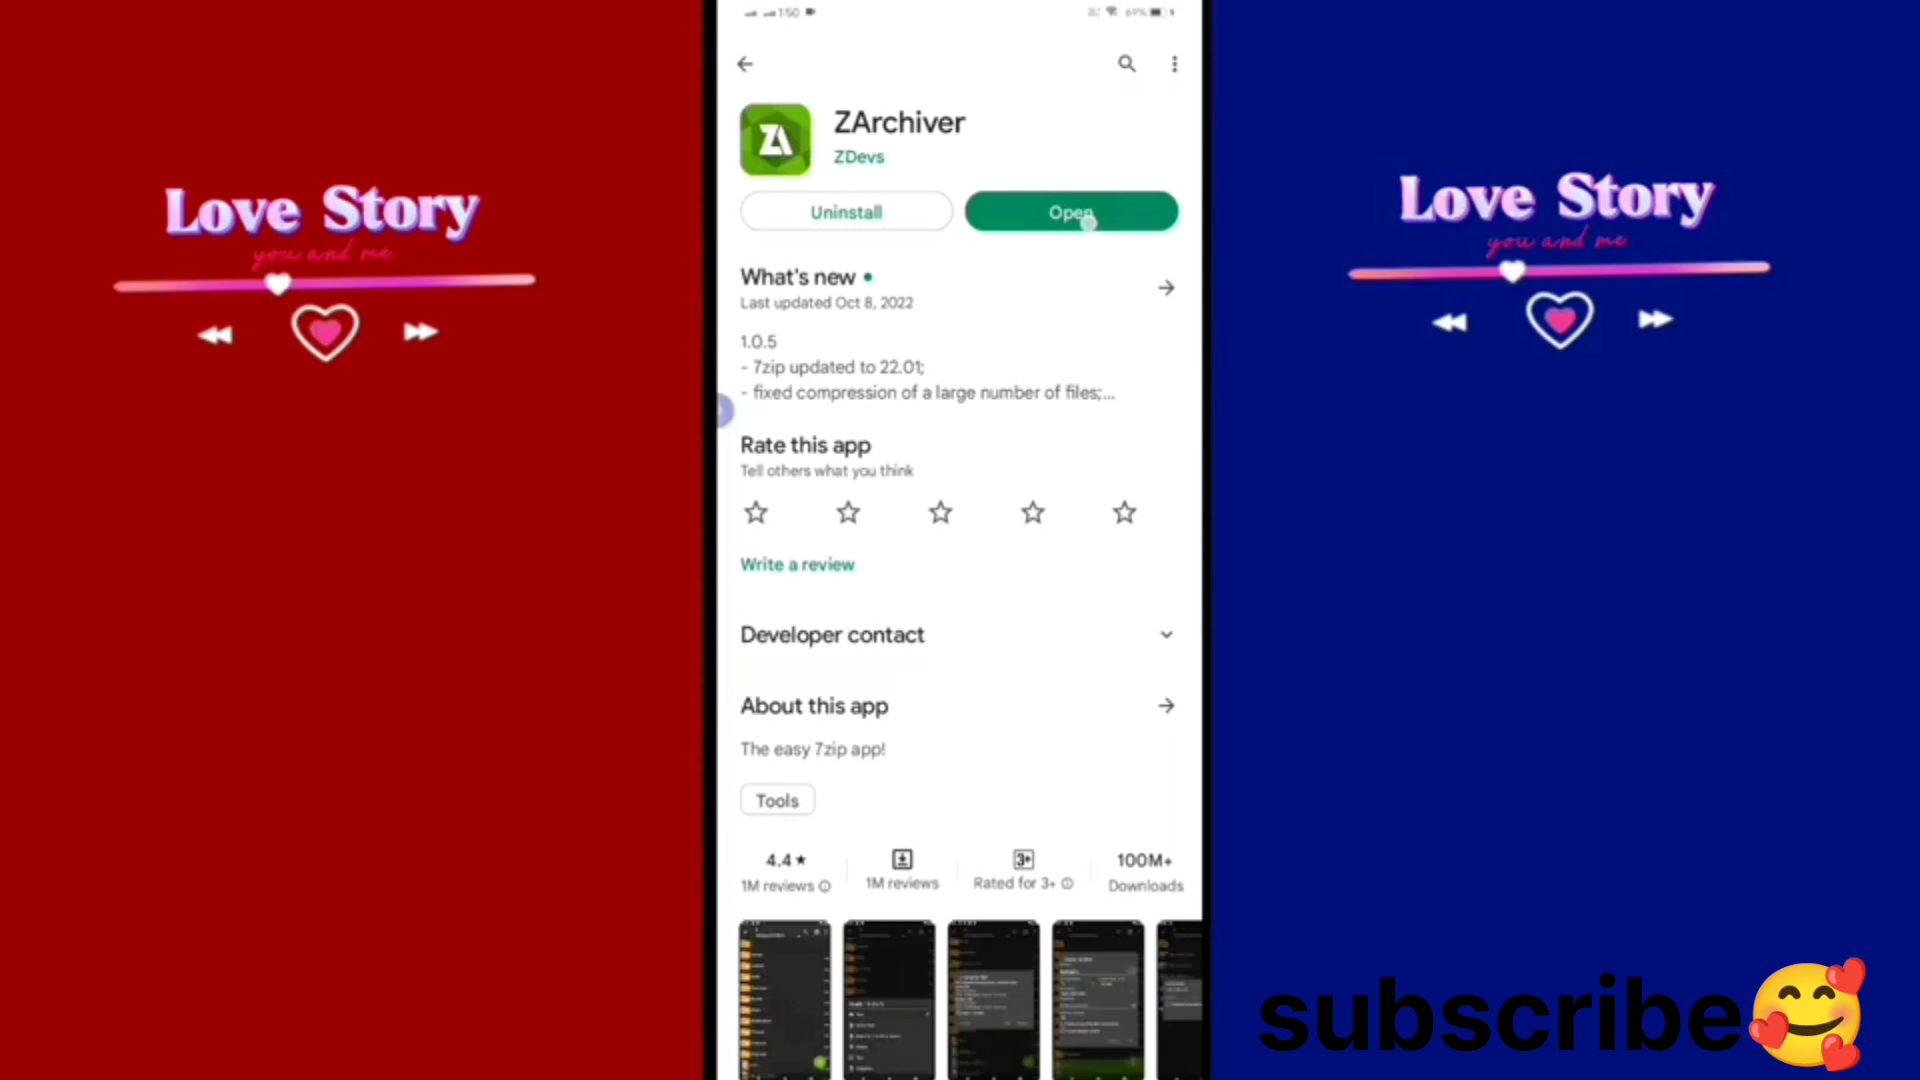 150
69%
ZArchiver
ZDevs
Uninstall
Open
What's new
Last updated Oct 8, 2022
1.0.5
- 7zip updated to 22.01;
- fixed compression of a large number of files;...
Rate this app
Tell others what you think
Write a review
Developer contact
About this app
The easy 7zip app!
Tools
4.4★
1M reviews
1M reviews
3+
Rated for 3+
100M+
Downloads
Love Story
you and me
Love Story
you and me
subscribe🥰